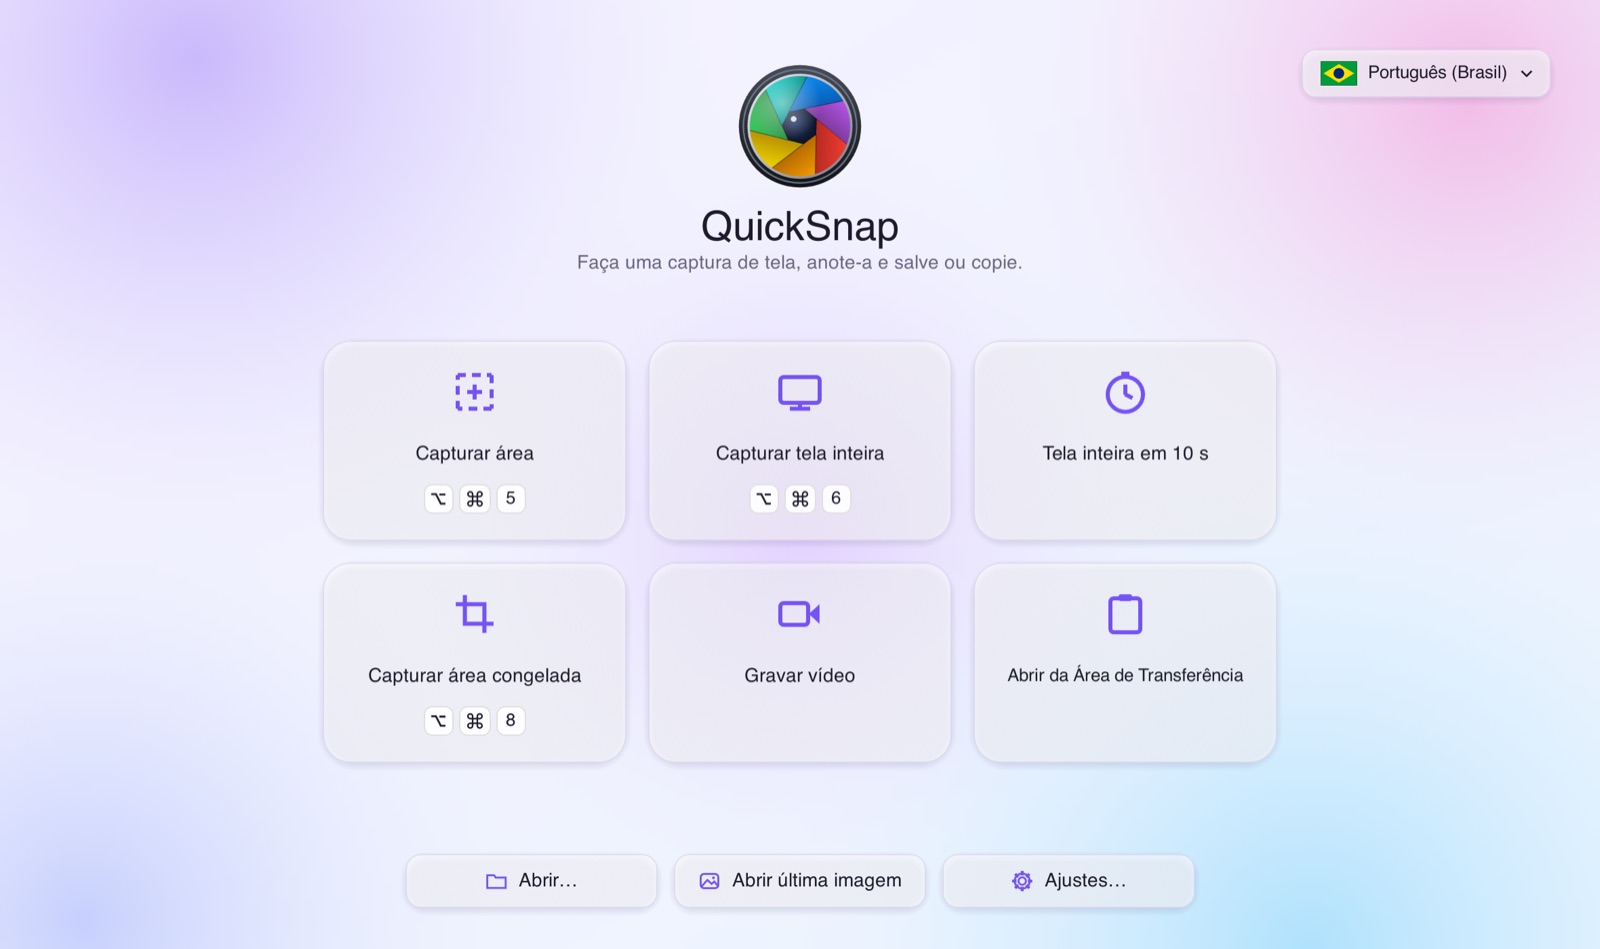 Português (Brasil)
QuickSnap
Faça uma captura de tela, anote-a e salve ou copie.
Capturar área
⌥ ⌘ 5
Capturar tela inteira
⌥ ⌘ 6
Tela inteira em 10 s
Capturar área congelada
⌥ ⌘ 8
Gravar vídeo
Abrir da Área de Transferência
Abrir…
Abrir última imagem
Ajustes…